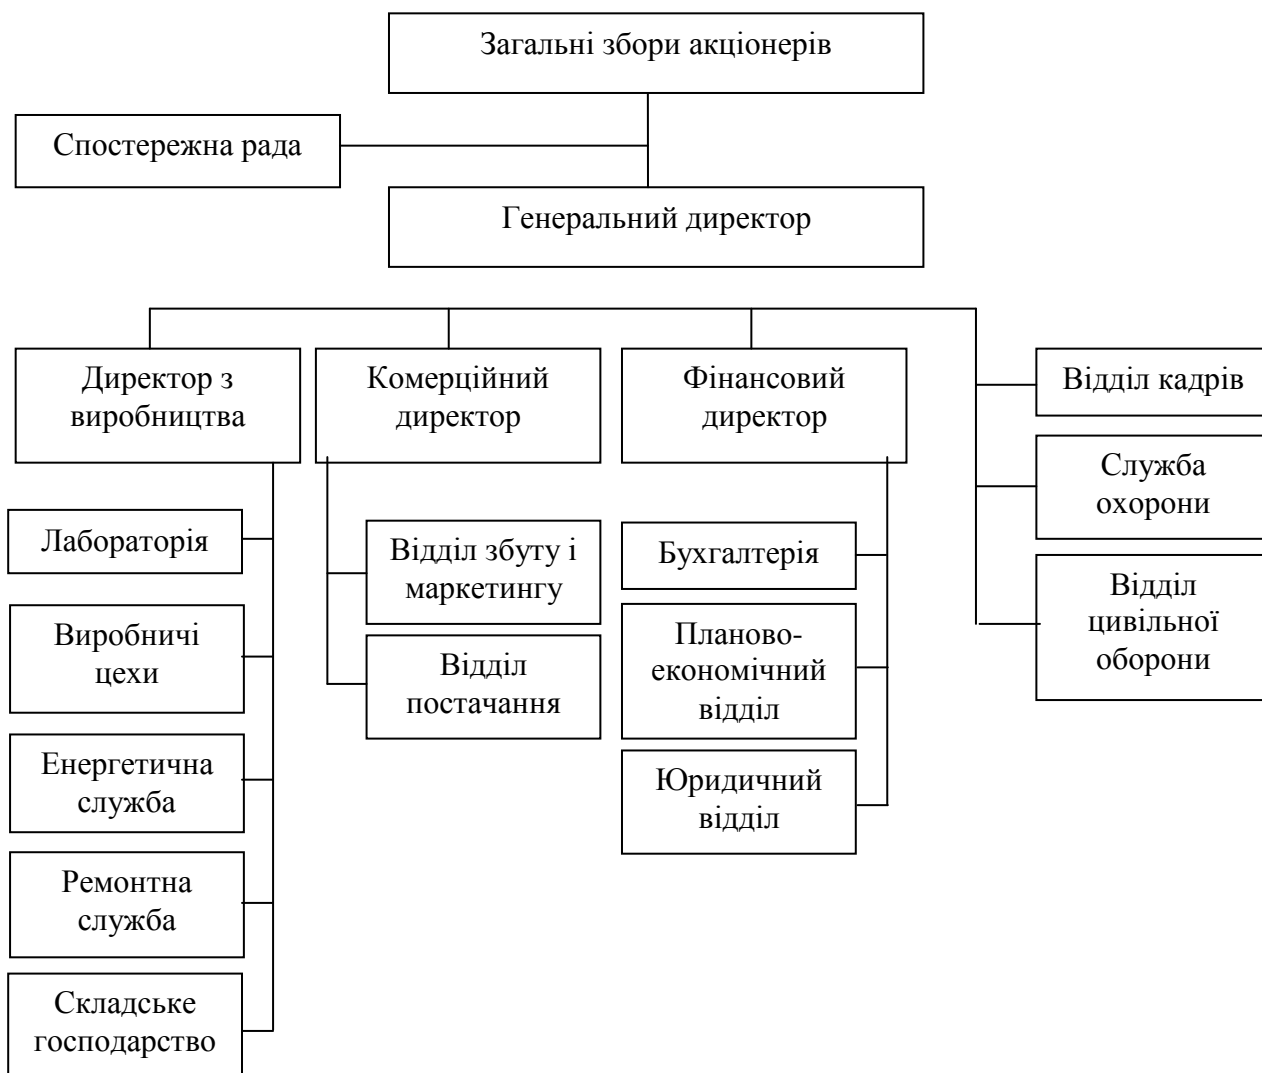 Загальні збори акціонерів
Спостережна рада
Генеральний директор
Директор з
виробництва
Комерційний
директор
Фінансовий
директор
Відділ кадрів
Служба
охорони
Відділ
цивільної
оборони
Лабораторія
Виробничі
цехи
Енергетична
служба
Ремонтна
служба
Складське
господарство
Відділ збуту і
маркетингу
Відділ
постачання
Бухгалтерія
Планово-
економічний
відділ
Юридичний
відділ